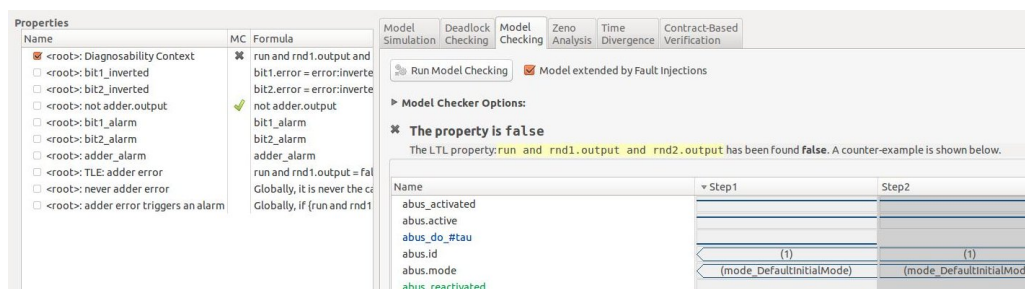 Properties
Name MC Formula
<root>: Diagnosability Context run and rnd1.output and
<root>: bit1_inverted bit1.error = error:inverte
<root>: bit2_inverted bit2.error = error:inverte
<root>: not adder.output not adder.output
<root>: bit1_alarm bit1_alarm
<root>: bit2_alarm bit2_alarm
<root>: adder_alarm adder_alarm
<root>: TLE: adder error run and rnd1.output = fal
<root>: never adder error Globally, it is never the ca
<root>: adder error triggers an alarm Globally, if {run and rnd1
Model Simulation
Deadlock Checking
Model Checking
Zeno Analysis
Time Divergence
Contract-Based Verification
Run Model Checking Model extended by Fault Injections
Model Checker Options:
The property is false
The LTL property:run and rnd1.output and rnd2.output has been found false. A counter-example is shown below.
Name Step1 Step2
abus_activated
abus.active
abus_do_#tau
abus.id (1) (1)
abus.mode (mode_DefaultInitialMode) (mode_DefaultInitialMod
abus_reactivated